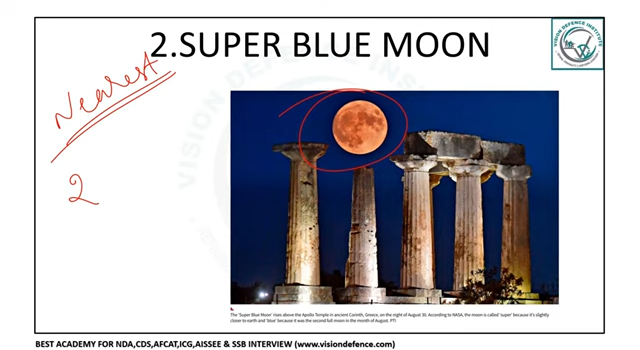 2.SUPER BLUE MOON
Nearest
2
The 'Super Blue Moon' rises above the Apollo Temple in ancient Corinth, Greece, on the night of August 30. According to NASA, the moon is called 'super' because it's slightly
closer to earth and 'blue' because it was the second full moon in the month of August. PTI
VISION DEFENCE INSTITUTE
BEST ACADEMY FOR NDA,CDS,AFCAT,ICG,AISSEE & SSB INTERVIEW (www.visiondefence.com)